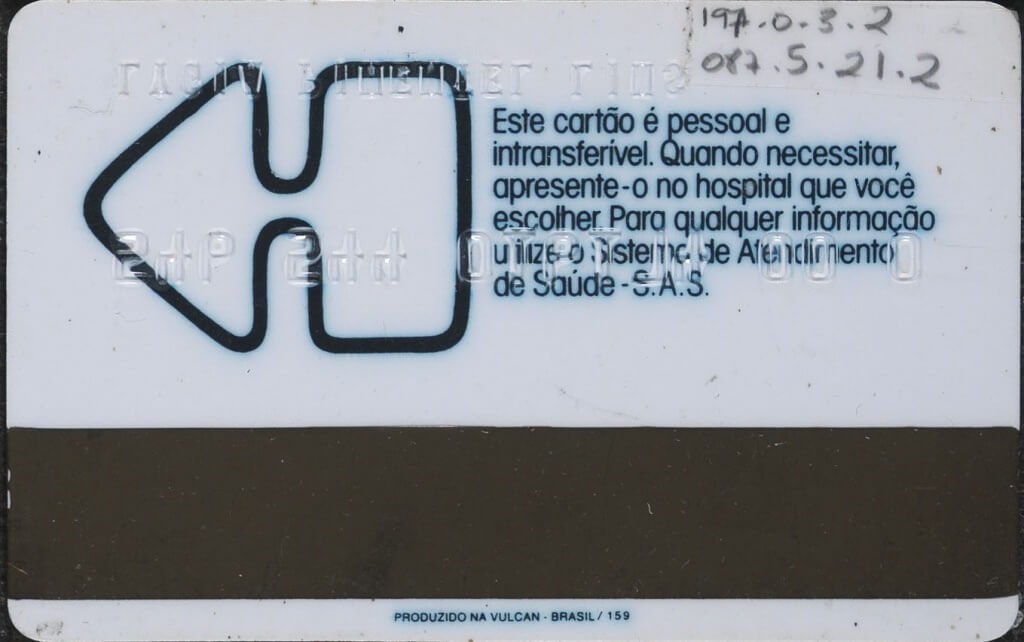 197.0.3.2
087.5.21.2
Este cartão é pessoal e
intransferível. Quando necessitar,
apresente-o no hospital que você
escolher. Para qualquer informação
utilize o Sistema de Atendimento
de Saúde - S.A.S.
PRODUZIDO NA VULCAN - BRASIL / 159